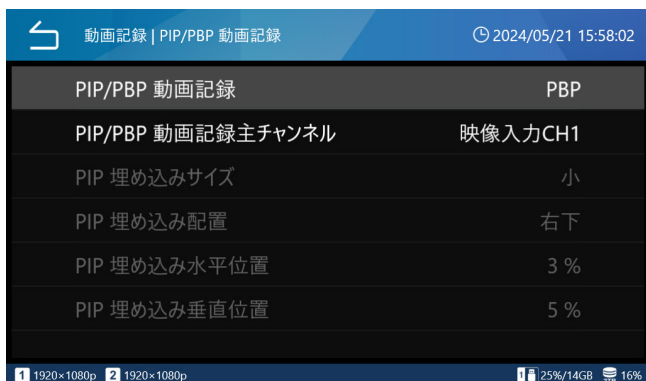 動画記録 | PIP/PBP 動画記録 2024/05/21 15:58:02
PIP/PBP 動画記録 PBP
PIP/PBP 動画記録主チャンネル 映像入力CH1
PIP 埋め込みサイズ 小
PIP 埋め込み配置 右下
PIP 埋め込み水平位置 3 %
PIP 埋め込み垂直位置 5 %
1 1920×1080p 2 1920×1080p 1 25%/14GB 16%